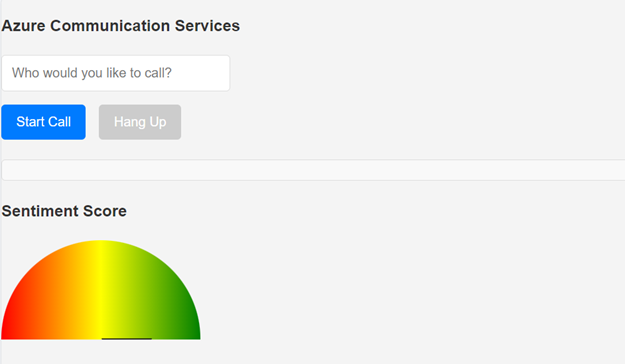 Azure Communication Services
Who would you like to call?
Start Call
Hang Up
Sentiment Score